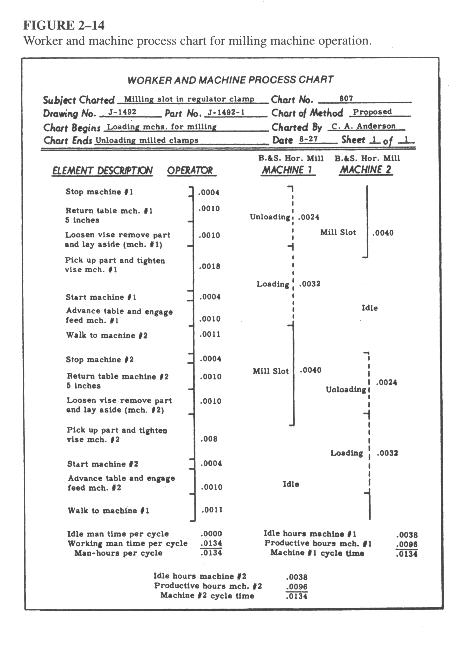 FIGURE 2–14
Worker and machine process chart for milling machine operation.
WORKER AND MACHINE PROCESS CHART
Subject Charted Milling slot in regulator clamp Chart No. 807
Drawing No. J-1492 Part No. J-1492-1 Chart of Method Proposed
Chart Begins Loading mchs. for milling Charted By C. A. Anderson
Chart Ends Unloading milled clamps Date 8-27 Sheet 1 of 1
B.&S. Hor. Mill B.&S. Hor. Mill
ELEMENT DESCRIPTION OPERATOR MACHINE 1 MACHINE 2
Stop machine #1 .0004
Return table mch. #1 .0010
5 inches
Unloading .0024
Loosen vise remove part .0010 Mill Slot .0040
and lay aside (mch. #1)
Pick up part and tighten .0018
vise mch. #1
Loading .0032
Start machine #1 .0004
Advance table and engage Idle
feed mch. #1 .0010
Walk to machine #2 .0011
Stop machine #2 .0004
Return table machine #2 .0010 Mill Slot .0040 .0024
5 inches Unloading
Loosen vise remove part .0010
and lay aside (mch. #2)
Pick up part and tighten
vise mch. #2 .008
Loading .0032
Start machine #2 .0004
Advance table and engage
feed mch. #2 .0010 Idle
Walk to machine #1 .0011
Idle man time per cycle .0000 Idle hours machine #1 .0038
Working man time per cycle .0134 Productive hours mch. #1 .0096
Man-hours per cycle .0134 Machine #1 cycle time .0134
Idle hours machine #2 .0038
Productive hours mch. #2 .0096
Machine #2 cycle time .0134